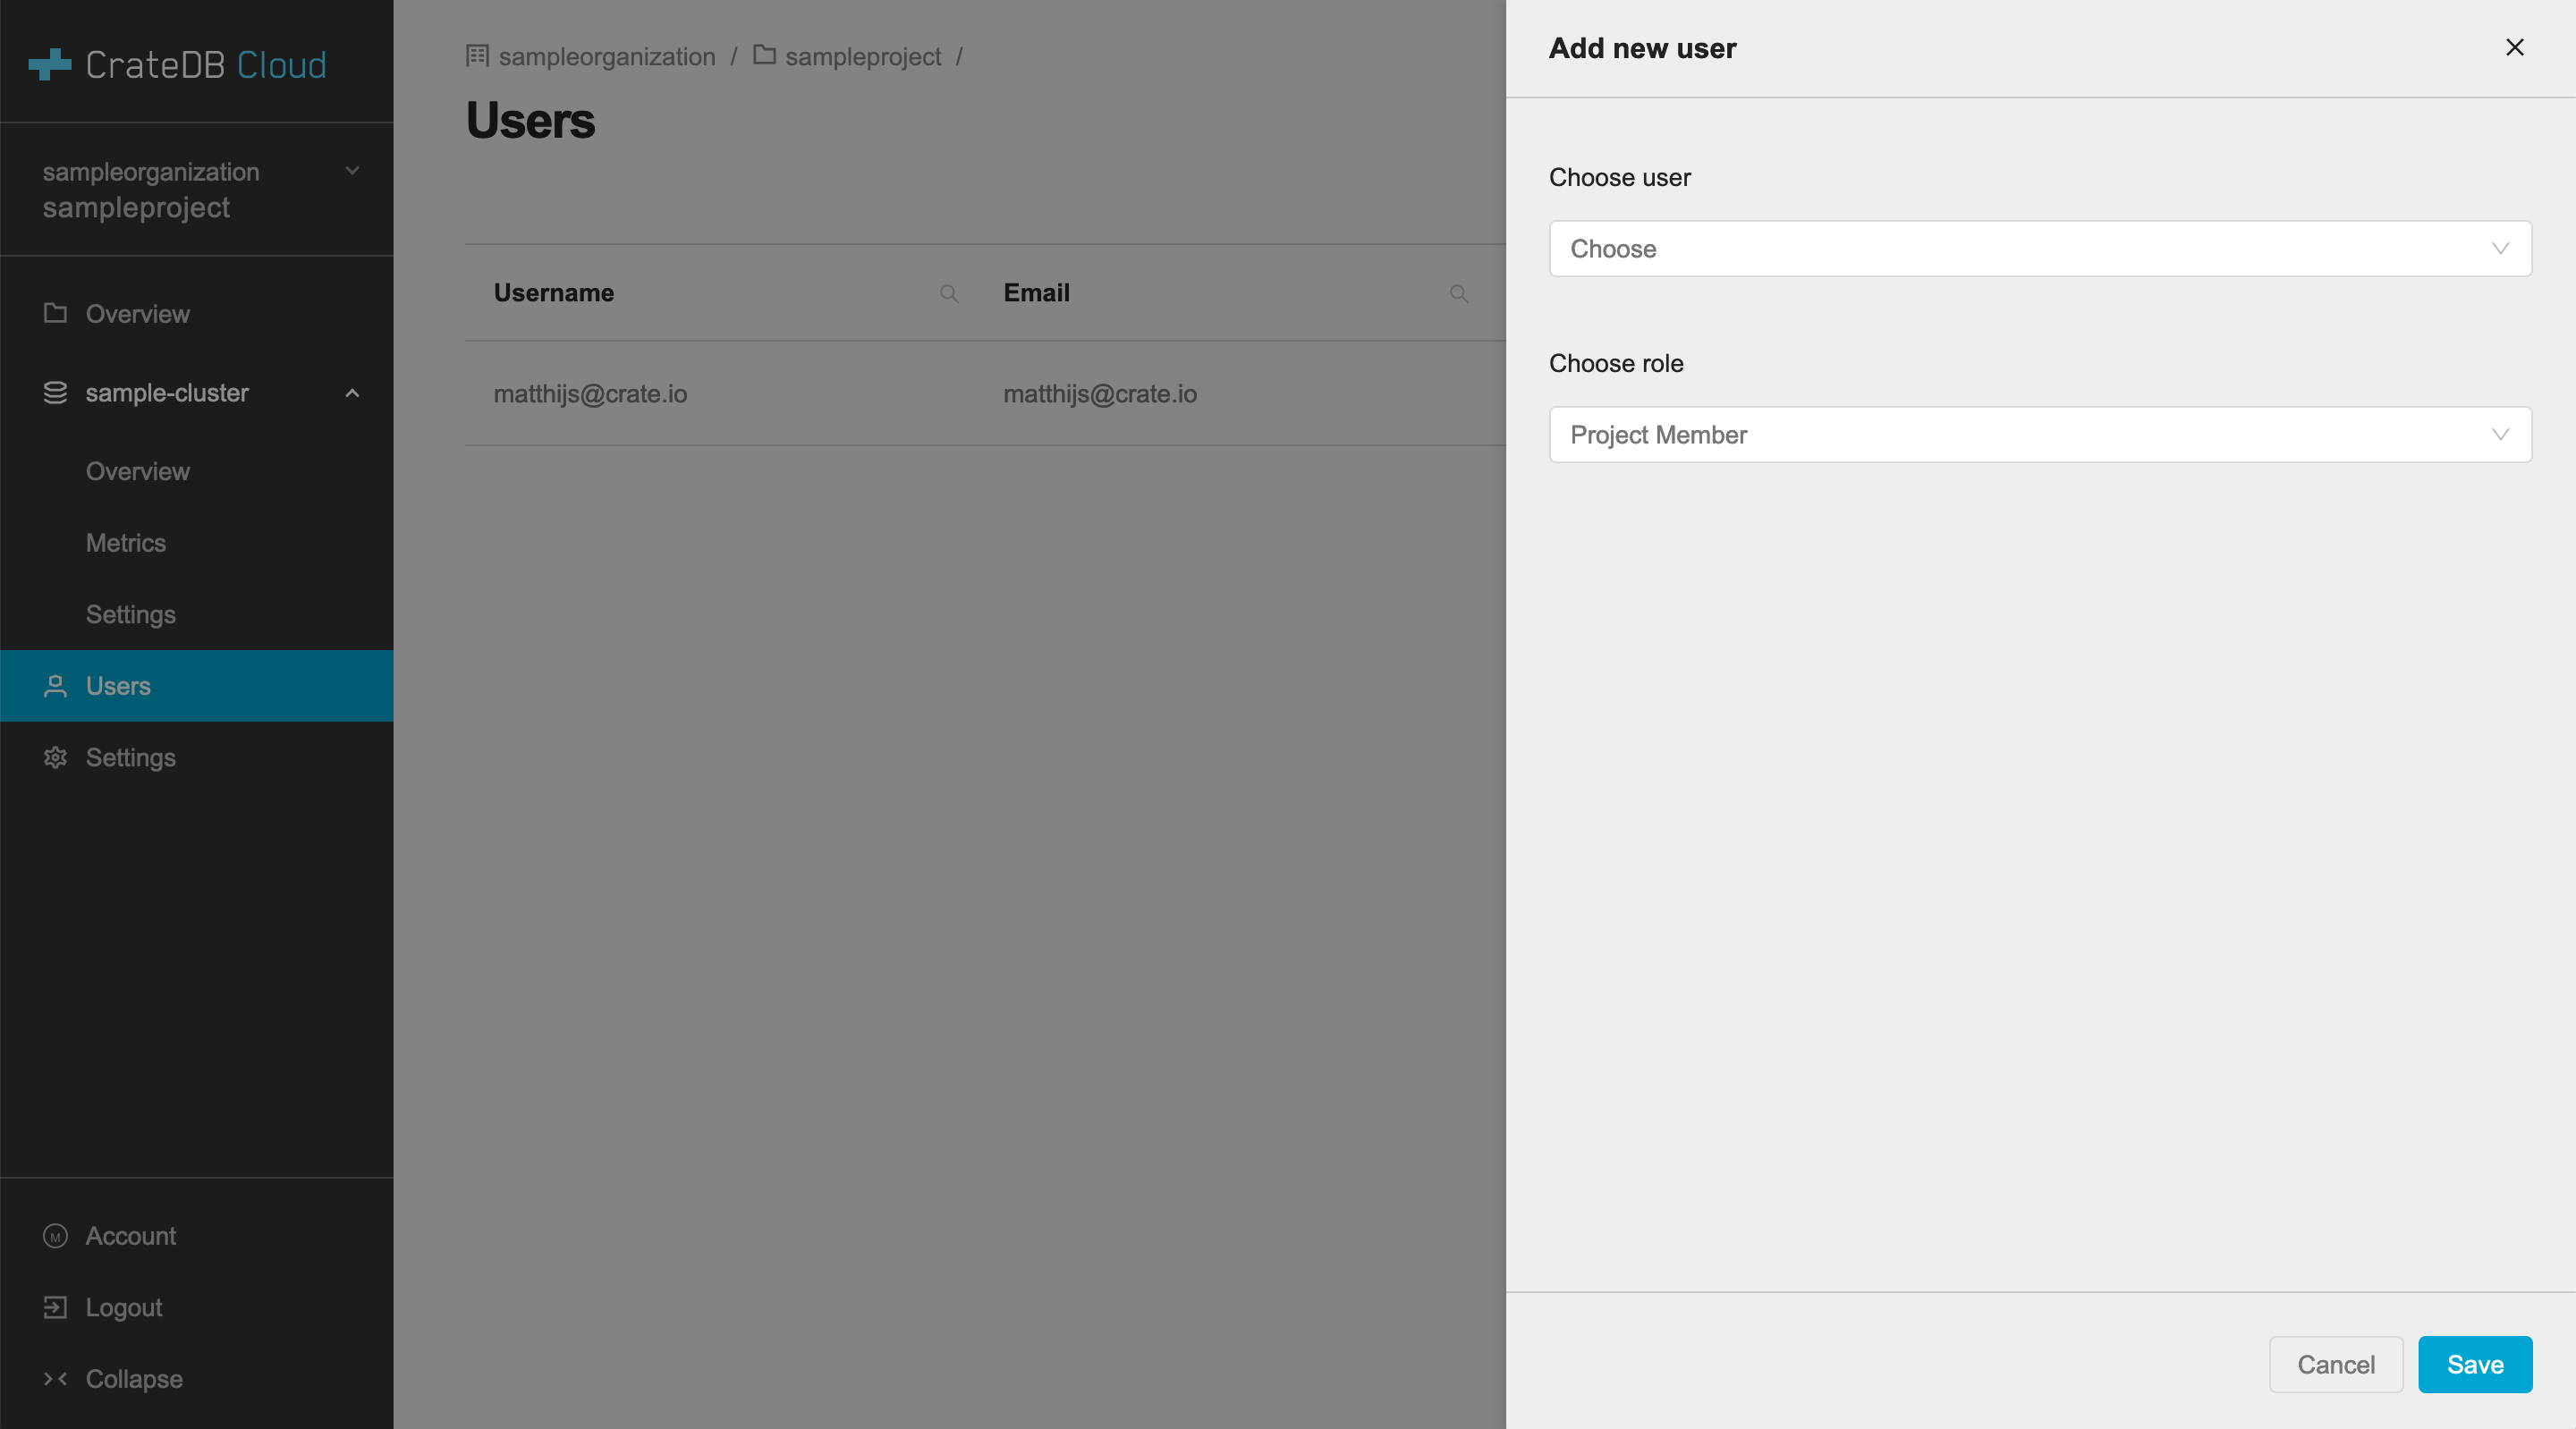 CrateDB Cloud
sampleorganization
sampleproject
Overview
sample-cluster
Overview
Metrics
Settings
Users
Settings
M Account
Logout
Collapse
sampleorganization / sampleproject /
Users
Username Email
matthijs@crate.io matthijs@crate.io
Add new user
Choose user
Choose
Choose role
Project Member
Cancel Save